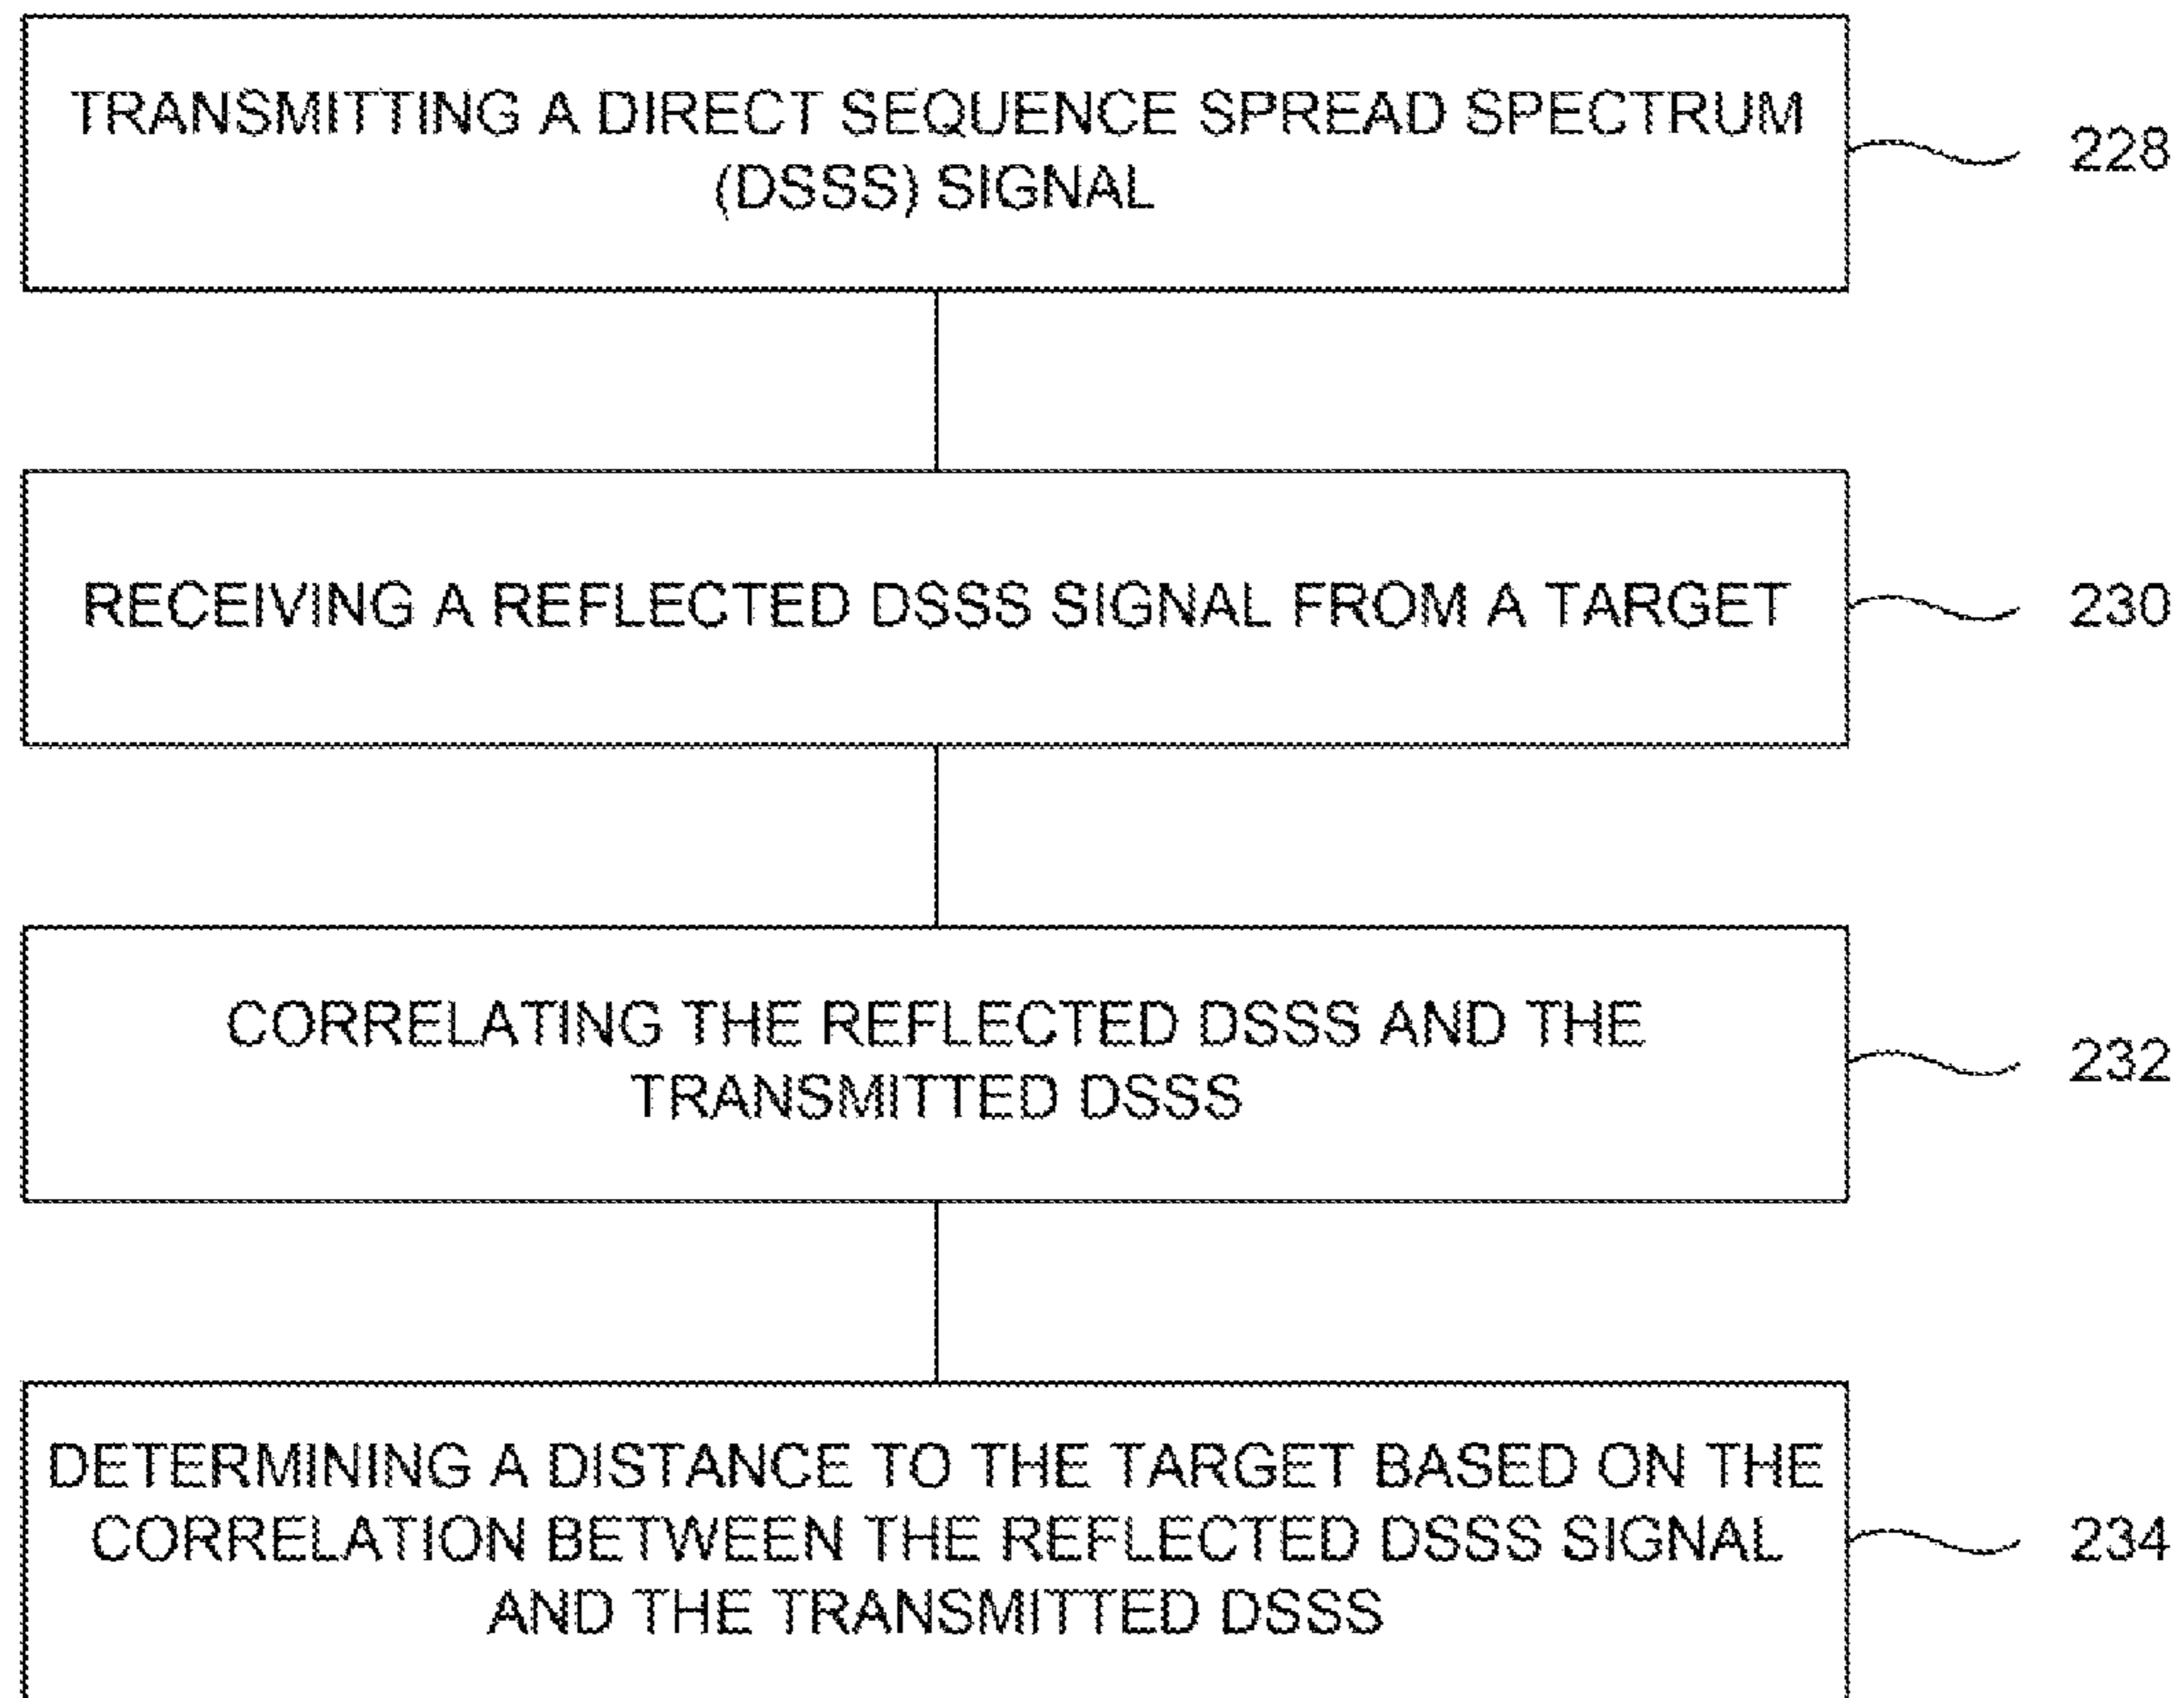 TRANSMITTING A DIRECT SEQUENCE SPREAD SPECTRUM
(DSSS) SIGNAL
228
RECEIVING A REFLECTED DSSS SIGNAL FROM A TARGET
230
CORRELATING THE REFLECTED DSSS AND THE
TRANSMITTED DSSS
232
DETERMINING A DISTANCE TO THE TARGET BASED ON THE
CORRELATION BETWEEN THE REFLECTED DSSS SIGNAL
AND THE TRANSMITTED DSSS
234